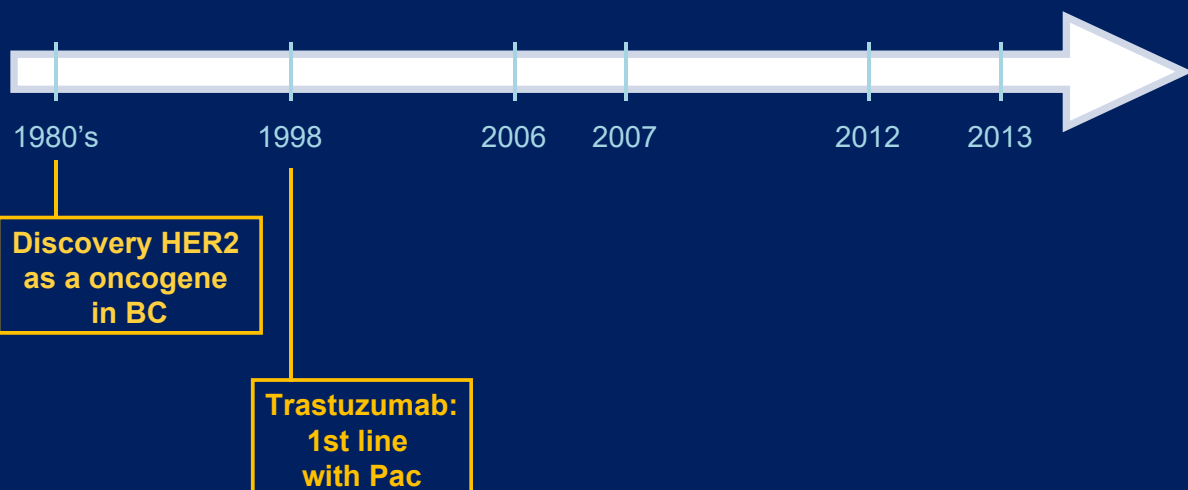 1980's 1998 2006 2007 2012 2013
Discovery HER2
as a oncogene
in BC
Trastuzumab:
1st line
with Pac